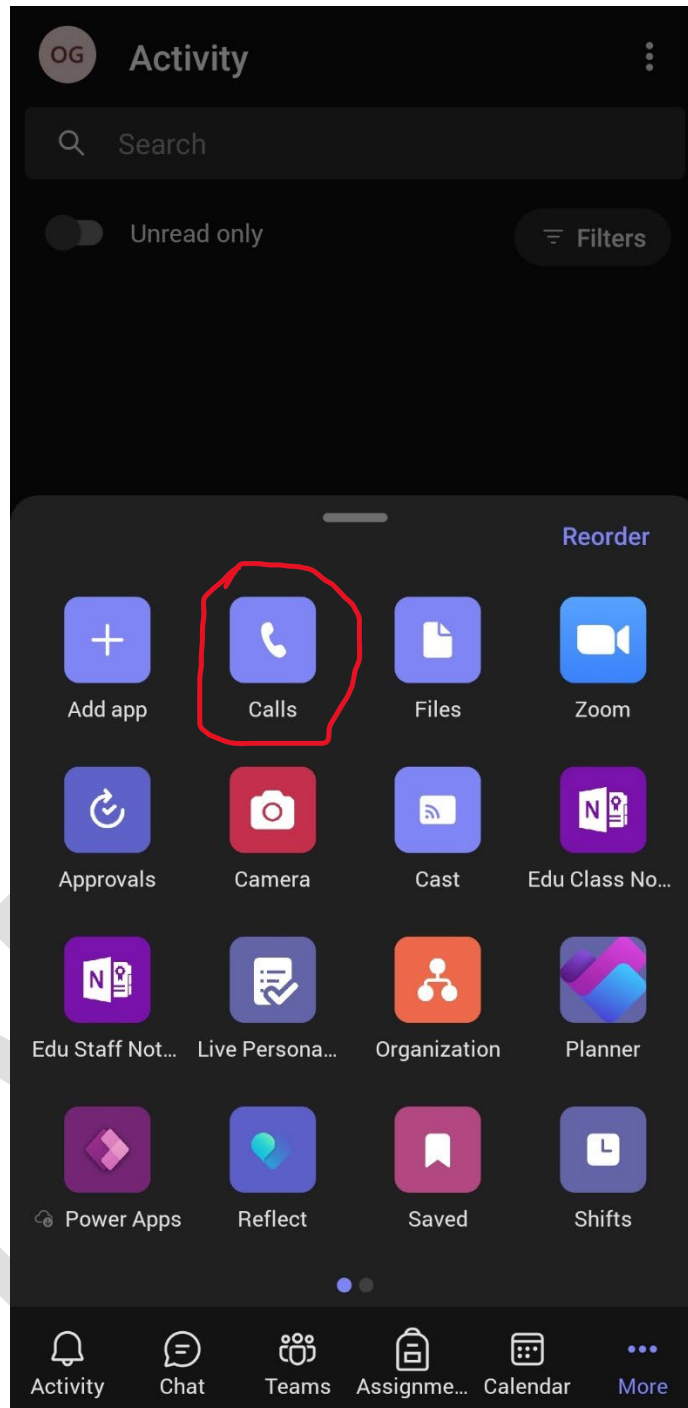 OG Activity
Search
Unread only Filters
Reorder
Add app Calls Files Zoom
Approvals Camera Cast Edu Class No...
N N
Edu Staff Not... Live Persona... Organization Planner
Power Apps Reflect Saved Shifts
Activity Chat Teams Assignme... Calendar More